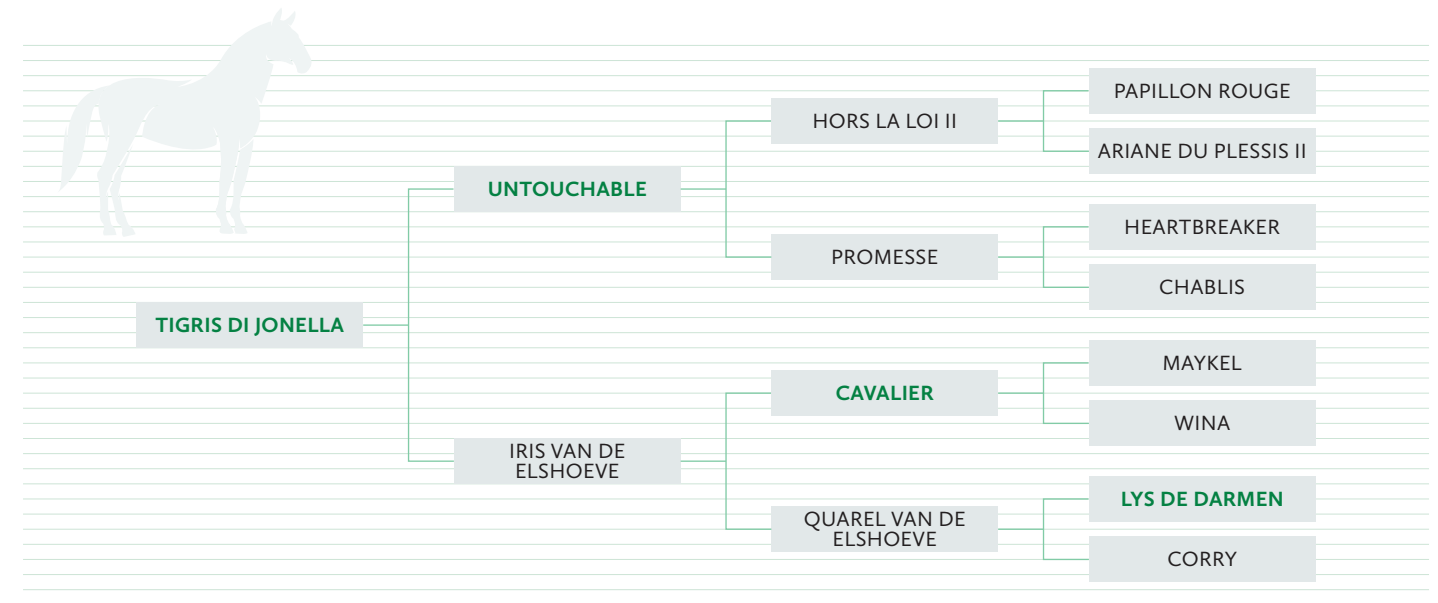 PAPILLON ROUGE
HORS LA LOI II
ARIANE DU PLESSIS II
UNTOUCHABLE
HEARTBREAKER
PROMESSE
CHABLIS
TIGRIS DI JONELLA
MAYKEL
CAVALIER
WINA
IRIS VAN DE
ELSHOEVE
LYS DE DARMEN
QUAREL VAN DE
ELSHOEVE
CORRY